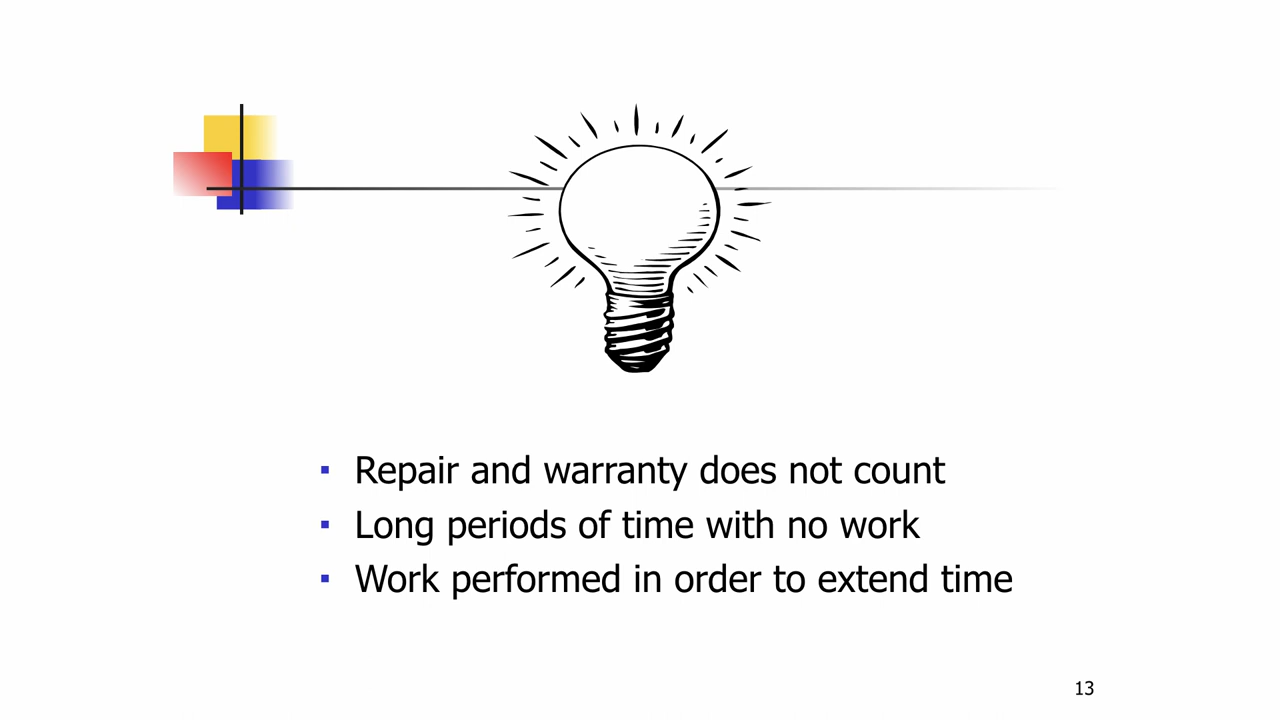 Repair and warranty does not count
Long periods of time with no work
Work performed in order to extend time
13